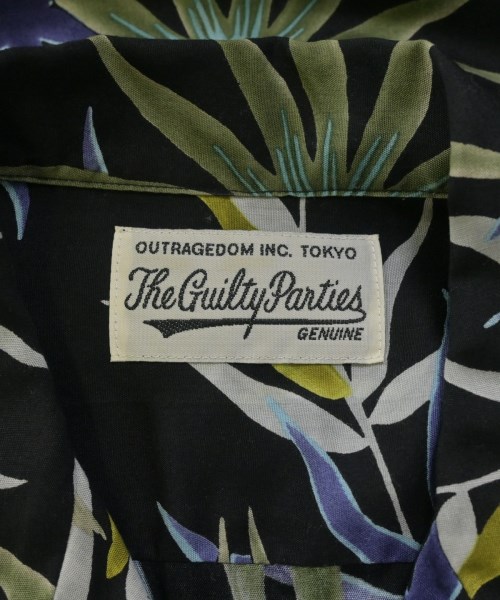 OUTRAGEDOM INC. TOKYO
The Guilty Parties
GENUINE